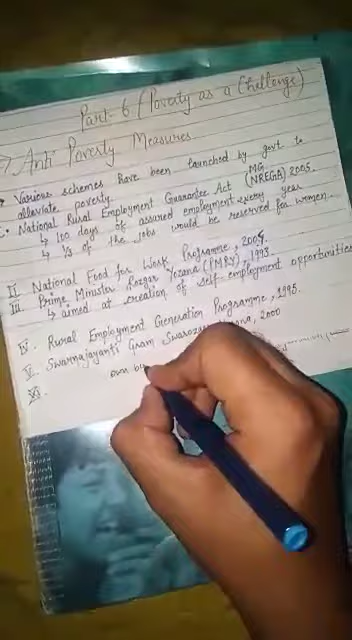 Part-6 (Poverty as a Challenge)
→ Anti Poverty Measures
Various schemes have been launched by govt to
alleviate poverty.
I. National Rural Employment Guarantee Act (NREGA) 2005. MG
↳ 100 days of assured employment every year
↳ 1/3 of the jobs would be reserved for women.
II National Food for Work Programme, 2004.
III Prime Minister Rozgar Yozana (PMRY), 1993.
↳ aimed at creation of self-employment opportunities
IV. Rural Employment Generation Programme, 1995.
V. Swarnajayanti Gram Swarozgar 2000
VI.